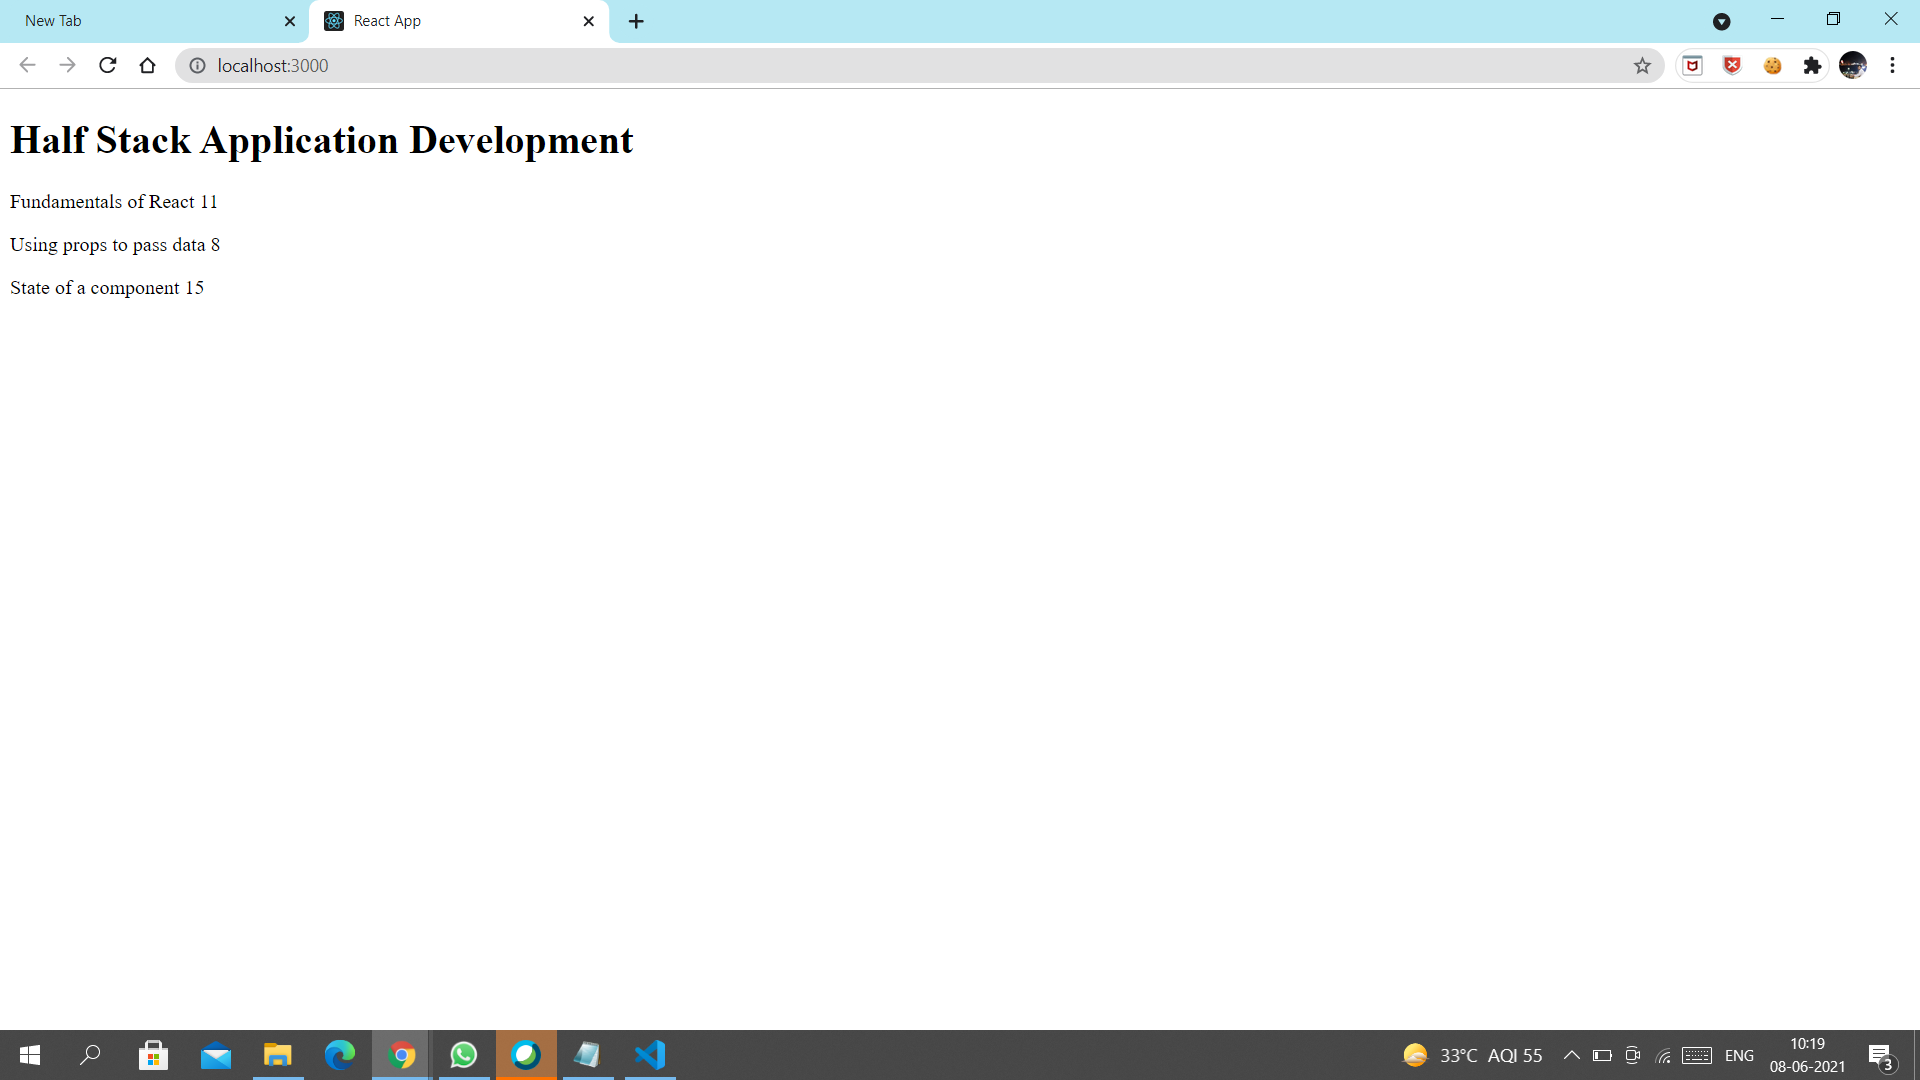 New Tab
React App
localhost:3000
Half Stack Application Development
Fundamentals of React 11
Using props to pass data 8
State of a component 15
33°C AQI 55
ENG
10:19
08-06-2021
3